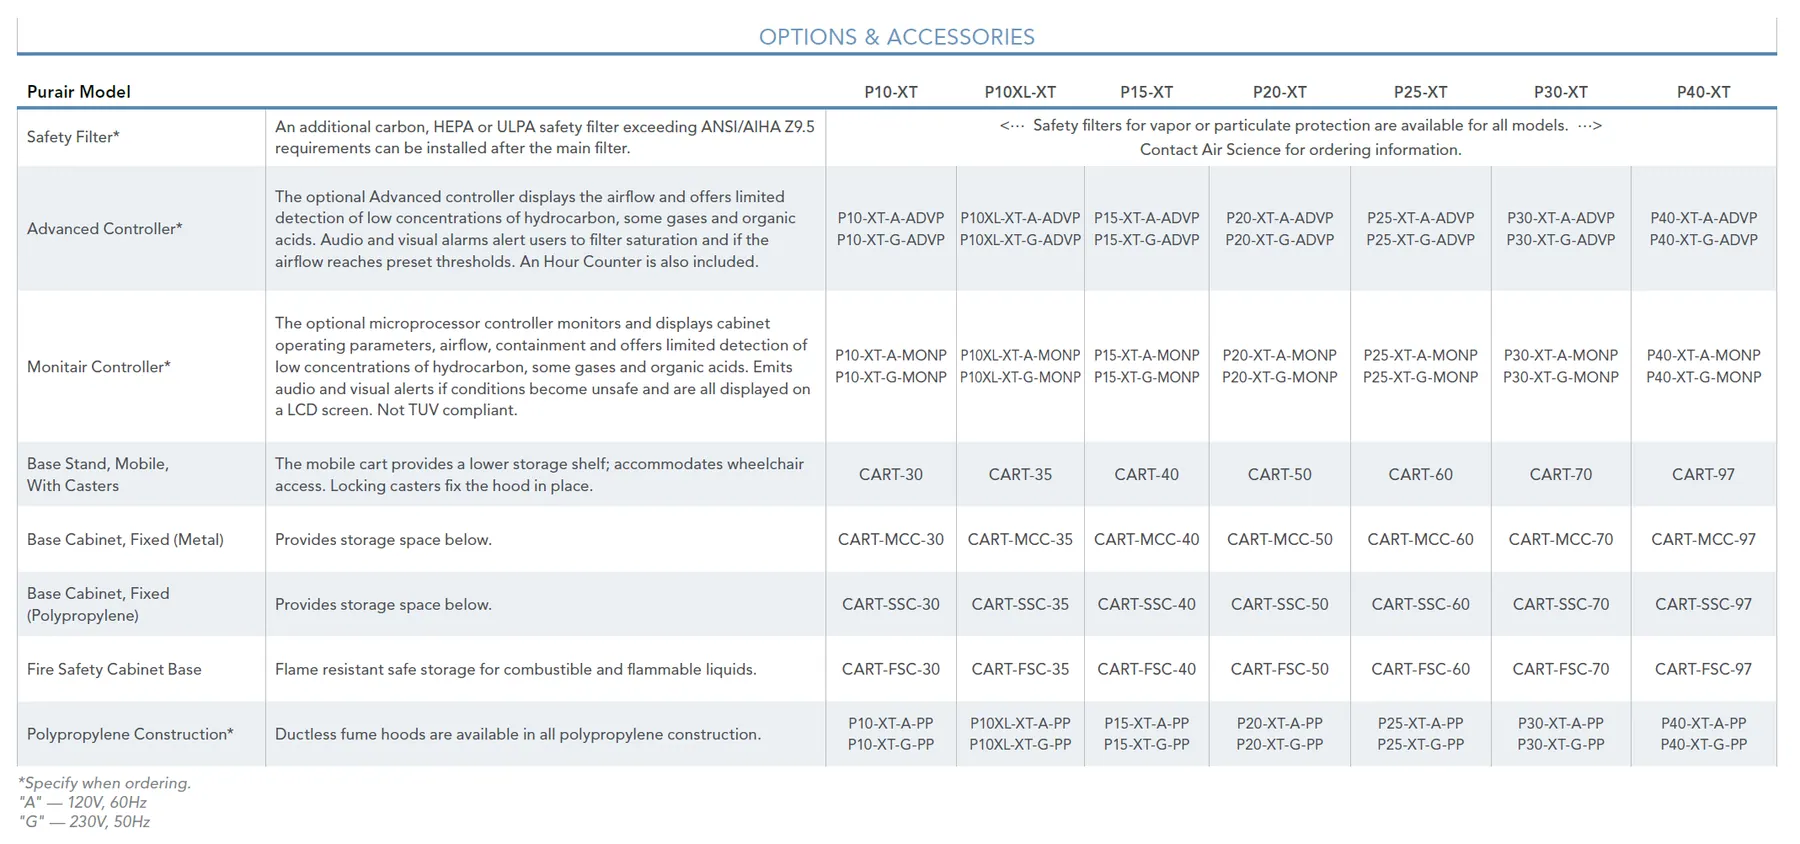 OPTIONS & ACCESSORIES
Purair Model P10-XT P10XL-XT P15-XT P20-XT P25-XT P30-XT P40-XT
Safety Filter*
An additional carbon, HEPA or ULPA safety filter exceeding ANSI/AIHA Z9.5
requirements can be installed after the main filter.
<··· Safety filters for vapor or particulate protection are available for all models. ···>
Contact Air Science for ordering information.
Advanced Controller*
The optional Advanced controller displays the airflow and offers limited
detection of low concentrations of hydrocarbon, some gases and organic
acids. Audio and visual alarms alert users to filter saturation and if the
airflow reaches preset thresholds. An Hour Counter is also included.
P10-XT-A-ADVP P10XL-XT-A-ADVP P15-XT-A-ADVP P20-XT-A-ADVP P25-XT-A-ADVP P30-XT-A-ADVP P40-XT-A-ADVP
P10-XT-G-ADVP P10XL-XT-G-ADVP P15-XT-G-ADVP P20-XT-G-ADVP P25-XT-G-ADVP P30-XT-G-ADVP P40-XT-G-ADVP
Monitair Controller*
The optional microprocessor controller monitors and displays cabinet
operating parameters, airflow, containment and offers limited detection of
low concentrations of hydrocarbon, some gases and organic acids. Emits
audio and visual alerts if conditions become unsafe and are all displayed on
a LCD screen. Not TUV compliant.
P10-XT-A-MONP P10XL-XT-A-MONP P15-XT-A-MONP P20-XT-A-MONP P25-XT-A-MONP P30-XT-A-MONP P40-XT-A-MONP
P10-XT-G-MONP P10XL-XT-G-MONP P15-XT-G-MONP P20-XT-G-MONP P25-XT-G-MONP P30-XT-G-MONP P40-XT-G-MONP
Base Stand, Mobile,
With Casters
The mobile cart provides a lower storage shelf; accommodates wheelchair
access. Locking casters fix the hood in place.
CART-30 CART-35 CART-40 CART-50 CART-60 CART-70 CART-97
Base Cabinet, Fixed (Metal) Provides storage space below. CART-MCC-30 CART-MCC-35 CART-MCC-40 CART-MCC-50 CART-MCC-60 CART-MCC-70 CART-MCC-97
Base Cabinet, Fixed
(Polypropylene)
Provides storage space below. CART-SSC-30 CART-SSC-35 CART-SSC-40 CART-SSC-50 CART-SSC-60 CART-SSC-70 CART-SSC-97
Fire Safety Cabinet Base Flame resistant safe storage for combustible and flammable liquids. CART-FSC-30 CART-FSC-35 CART-FSC-40 CART-FSC-50 CART-FSC-60 CART-FSC-70 CART-FSC-97
Polypropylene Construction* Ductless fume hoods are available in all polypropylene construction.
P10-XT-A-PP P10XL-XT-A-PP P15-XT-A-PP P20-XT-A-PP P25-XT-A-PP P30-XT-A-PP P40-XT-A-PP
P10-XT-G-PP P10XL-XT-G-PP P15-XT-G-PP P20-XT-G-PP P25-XT-G-PP P30-XT-G-PP P40-XT-G-PP
*Specify when ordering.
"A" — 120V, 60Hz
"G" — 230V, 50Hz